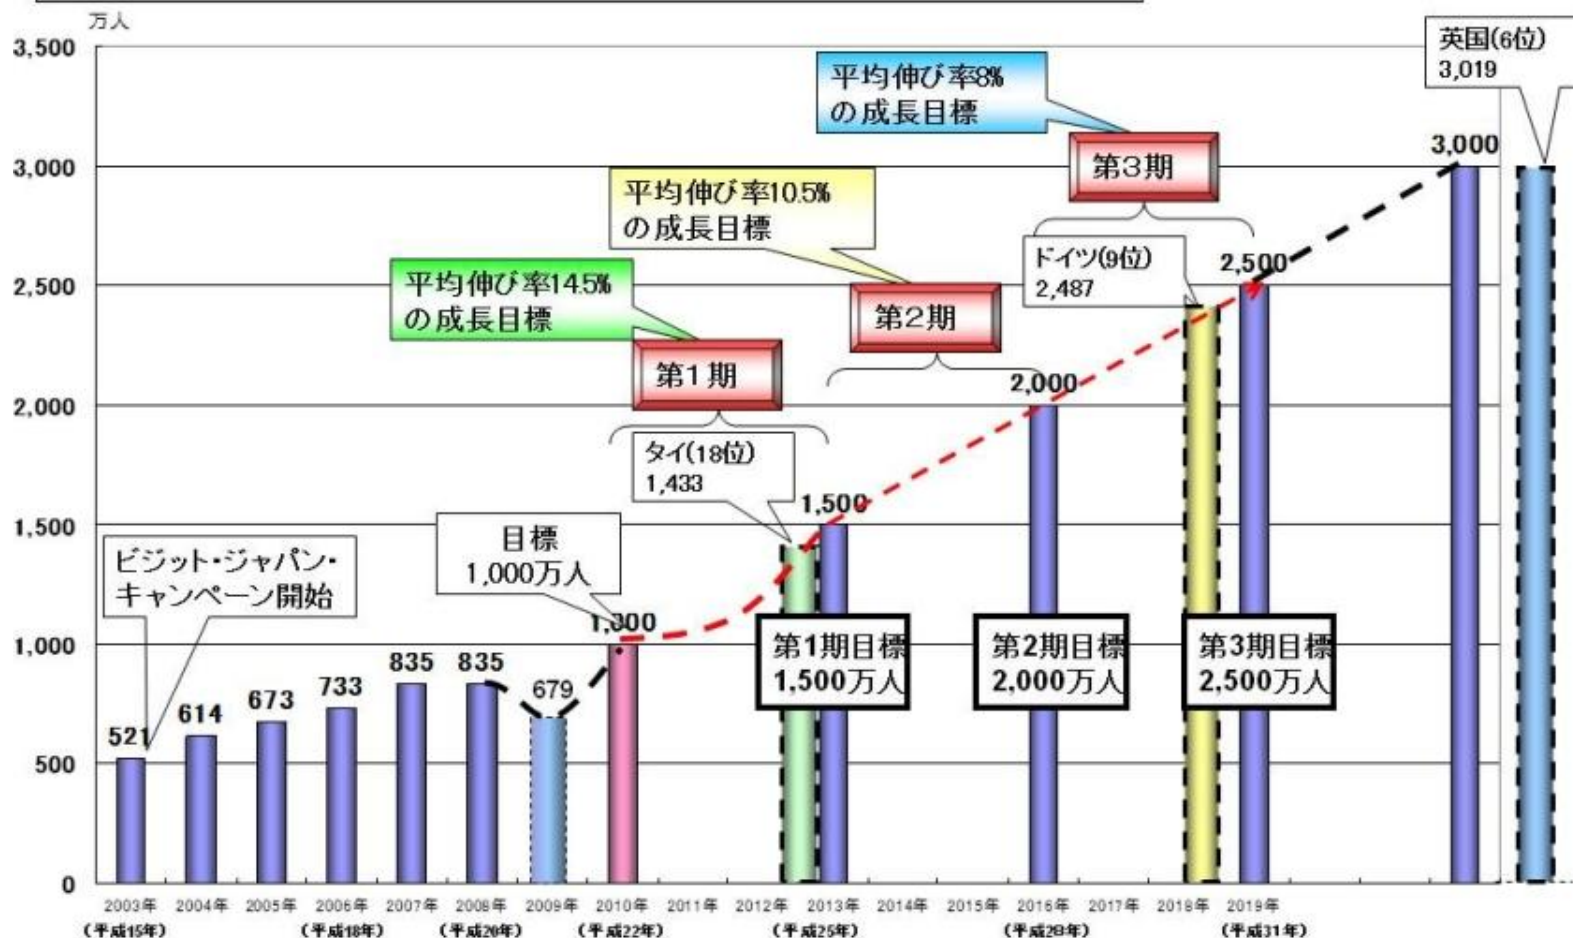 万人
3,500
3,000
2,500
2,000
1,500
1,000
500
0
英国(6位)
3,019
平均伸び率8%
の成長目標
3,000
第3期
平均伸び率10.5%
の成長目標
ドイツ(9位)
2,487
2,500
平均伸び率14.5%
の成長目標
第2期
第1期
2,000
タイ(18位)
1,433
1,500
目標
1,000万人
ビジット・ジャパン・
キャンペーン開始
1,000
第1期目標
1,500万人
第2期目標
2,000万人
第3期目標
2,500万人
521
614
673
733
835
835
679
2003年 2004年 2005年 2006年 2007年 2008年 2009年 2010年 2011年 2012年 2013年 2014年 2015年 2016年 2017年 2018年 2019年
(平成15年) (平成18年) (平成20年) (平成22年) (平成25年) (平成28年) (平成31年)